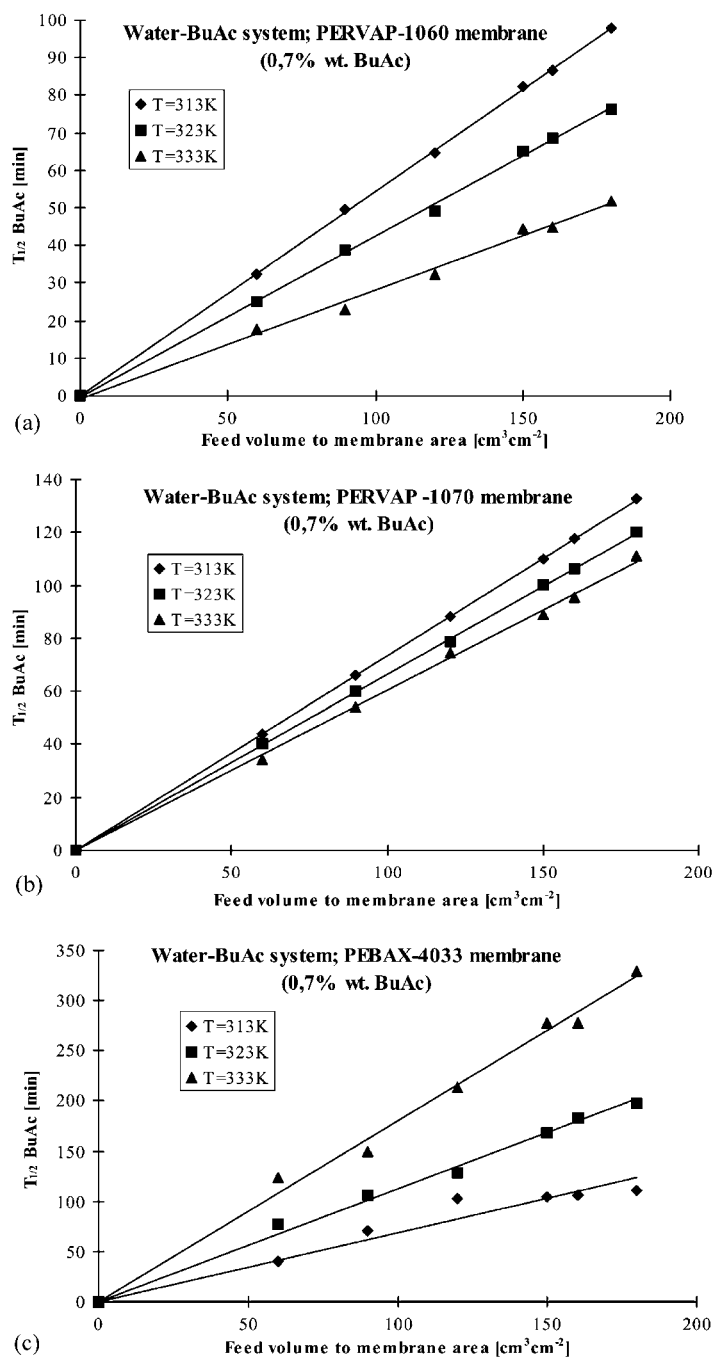 Water-BuAc system; PERVAP-1060 membrane
(0,7% wt. BuAc)
T=313K
T=323K
T=333K
T1/2 BuAc [min]
100
90
80
70
60
50
40
30
20
10
0
0 50 100 150 200
Feed volume to membrane area [cm³cm⁻²]
(a)
Water-BuAc system; PERVAP -1070 membrane
(0,7% wt. BuAc)
T=313K
T=323K
T=333K
T1/2 BuAc [min]
140
120
100
80
60
40
20
0
0 50 100 150 200
Feed volume to membrane area [cm³cm⁻²]
(b)
Water-BuAc system; PEBAX-4033 membrane
(0,7% wt. BuAc)
T=313K
T=323K
T=333K
T1/2 BuAc [min]
350
300
250
200
150
100
50
0
0 50 100 150 200
Feed volume to membrane area [cm³cm⁻²]
(c)